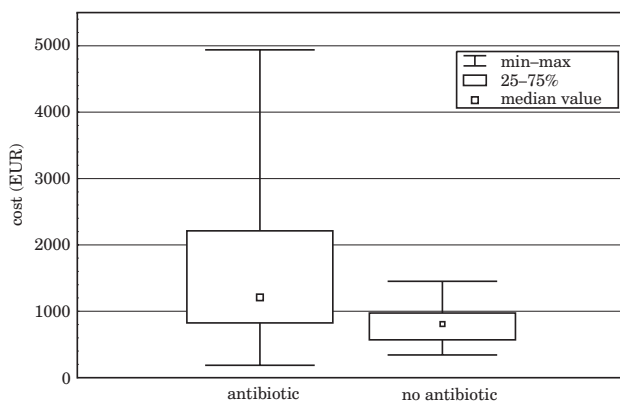 5000
4000
3000
2000
1000
0
cost (EUR)
min–max
25–75%
median value
antibiotic
no antibiotic